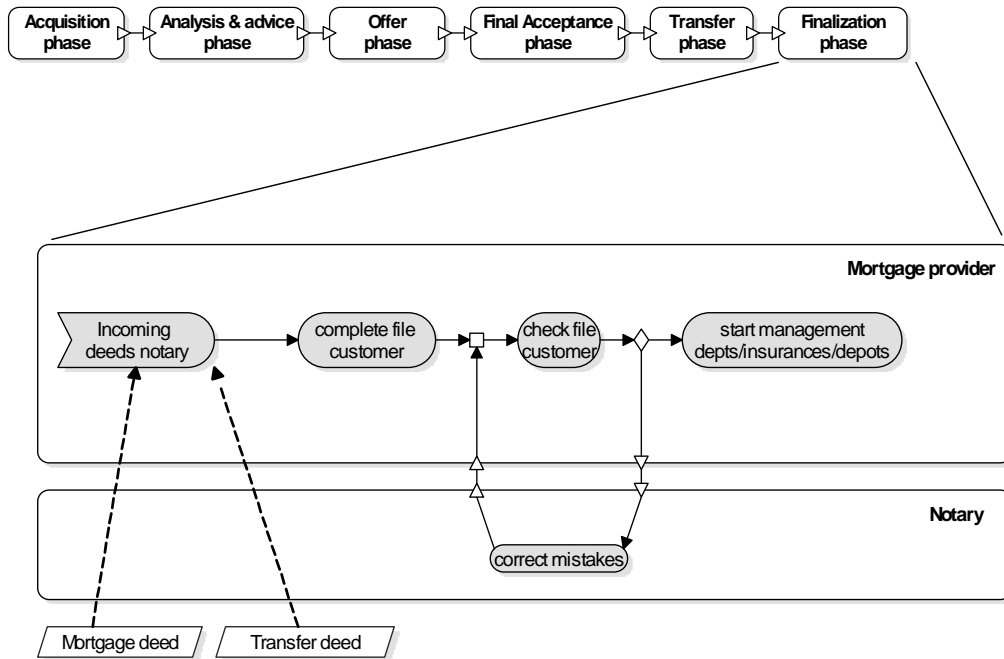 Acquisition
phase
Analysis & advice
phase
Offer
phase
Final Acceptance
phase
Transfer
phase
Finalization
phase
Mortgage provider
Incoming
deeds notary
complete file
customer
check file
customer
start management
depts/insurances/depots
Notary
correct mistakes
Mortgage deed
Transfer deed